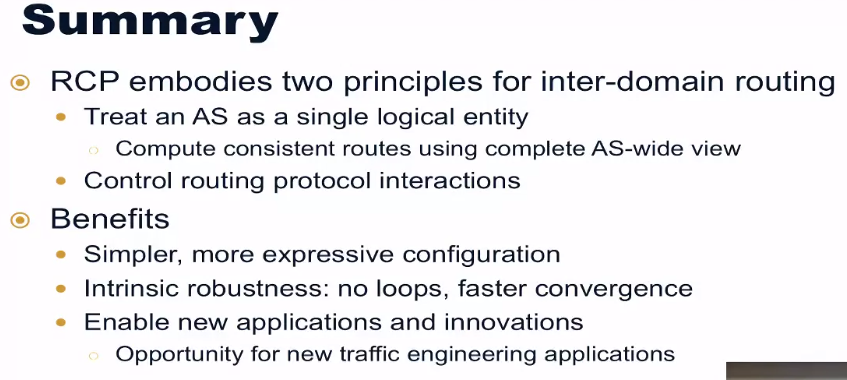 Summary
RCP embodies two principles for inter-domain routing
Treat an AS as a single logical entity
Compute consistent routes using complete AS-wide view
Control routing protocol interactions
Benefits
Simpler, more expressive configuration
Intrinsic robustness: no loops, faster convergence
Enable new applications and innovations
Opportunity for new traffic engineering applications